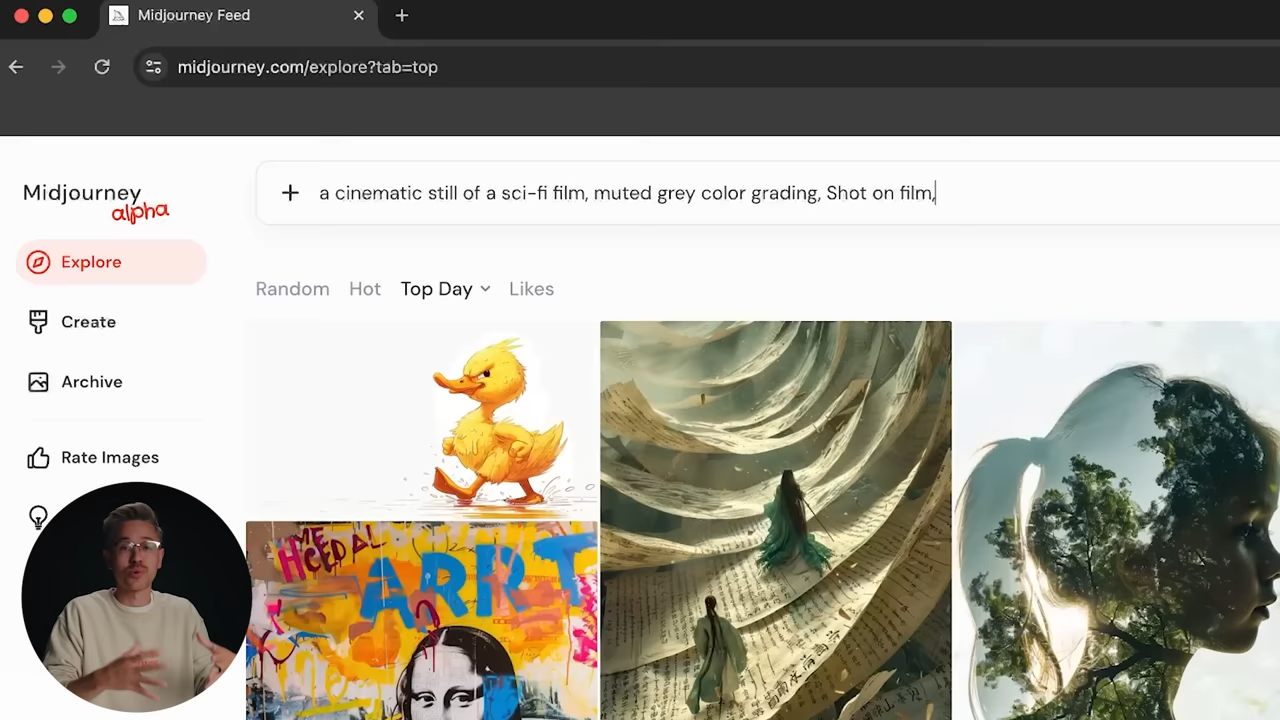 Midjourney Feed
midjourney.com/explore?tab=top
Midjourney
alpha
a cinematic still of a sci-fi film, muted grey color grading, Shot on film,
Explore
Random Hot Top Day Likes
Create
Archive
Rate Images
ARRT